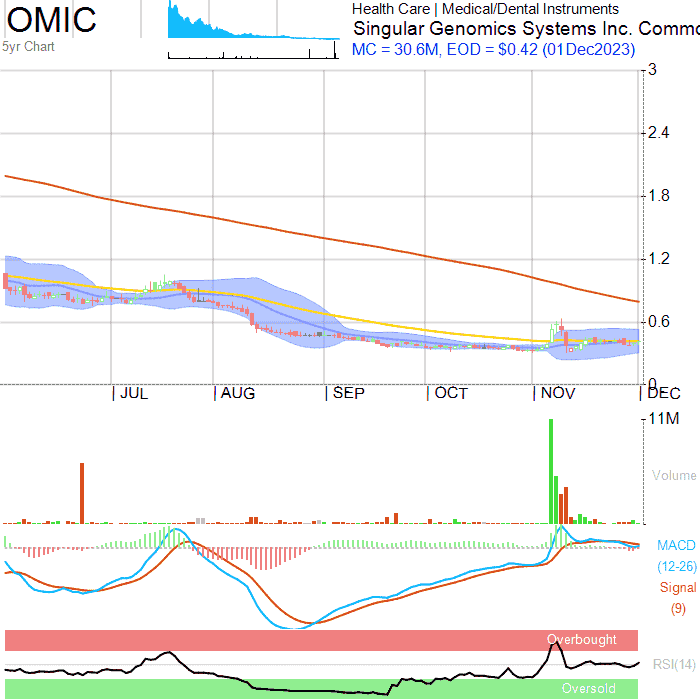 OMIC
5yr Chart
Health Care | Medical/Dental Instruments
Singular Genomics Systems Inc. Commo
MC = 30.6M, EOD = $0.42 (01Dec2023)
3
2.4
1.8
1.2
0.6
0
JUL AUG SEP OCT NOV DEC
11M
Volume
MACD
(12-26)
Signal
(9)
Overbought
RSI(14)
Oversold